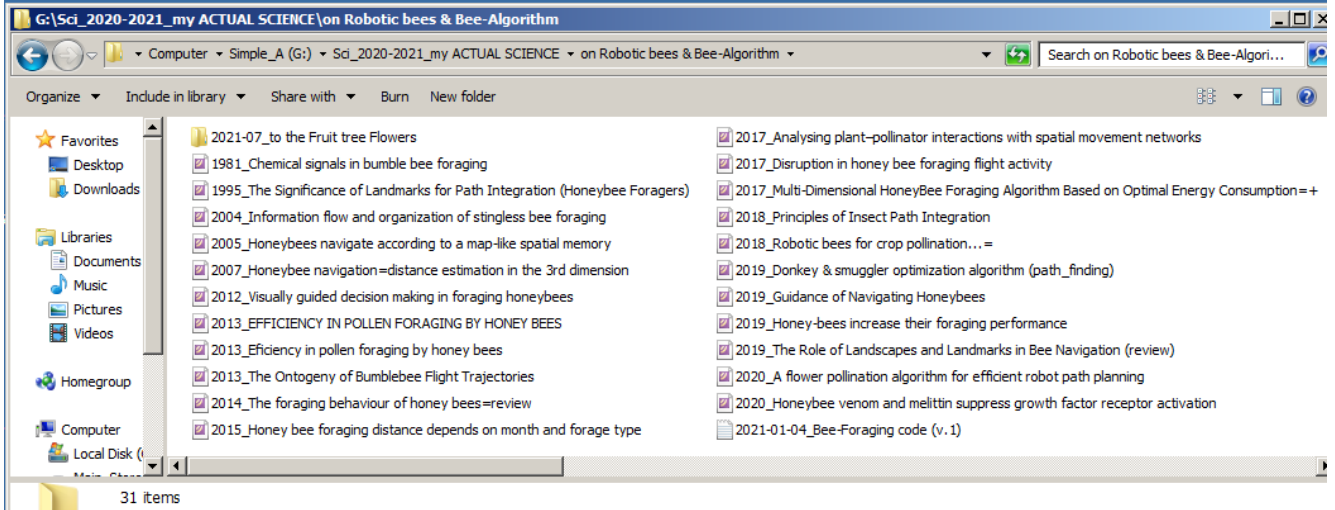 G:\Sci_2020-2021_my ACTUAL SCIENCE\on Robotic bees & Bee-Algorithm
Computer Simple_A (G:) Sci_2020-2021_my ACTUAL SCIENCE on Robotic bees & Bee-Algorithm
Search on Robotic bees & Bee-Algori...
Organize Include in library Share with Burn New folder
Favorites
Desktop
Downloads
Libraries
Documents
Music
Pictures
Videos
Homegroup
Computer
Local Disk (
2021-07_to the Fruit tree Flowers
1981_Chemical signals in bumble bee foraging
1995_The Significance of Landmarks for Path Integration (Honeybee Foragers)
2004_Information flow and organization of stingless bee foraging
2005_Honeybees navigate according to a map-like spatial memory
2007_Honeybee navigation=distance estimation in the 3rd dimension
2012_Visually guided decision making in foraging honeybees
2013_EFFICIENCY IN POLLEN FORAGING BY HONEY BEES
2013_Eficiency in pollen foraging by honey bees
2013_The Ontogeny of Bumblebee Flight Trajectories
2014_The foraging behaviour of honey bees=review
2015_Honey bee foraging distance depends on month and forage type
2017_Analysing plant–pollinator interactions with spatial movement networks
2017_Disruption in honey bee foraging flight activity
2017_Multi-Dimensional HoneyBee Foraging Algorithm Based on Optimal Energy Consumption=+
2018_Principles of Insect Path Integration
2018_Robotic bees for crop pollination...=
2019_Donkey & smuggler optimization algorithm (path_finding)
2019_Guidance of Navigating Honeybees
2019_Honey-bees increase their foraging performance
2019_The Role of Landscapes and Landmarks in Bee Navigation (review)
2020_A flower pollination algorithm for efficient robot path planning
2020_Honeybee venom and melittin suppress growth factor receptor activation
2021-01-04_Bee-Foraging code (v.1)
31 items